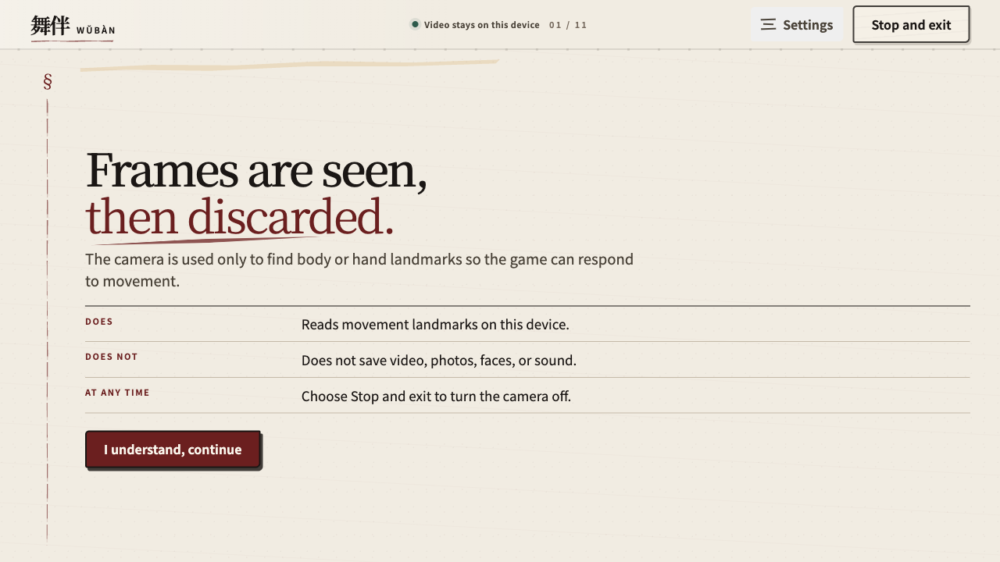 舞伴 WǓBÀN
Video stays on this device 01 / 11
Settings
Stop and exit
§
Frames are seen,
then discarded.
The camera is used only to find body or hand landmarks so the game can respond
to movement.
DOES Reads movement landmarks on this device.
DOES NOT Does not save video, photos, faces, or sound.
AT ANY TIME Choose Stop and exit to turn the camera off.
I understand, continue